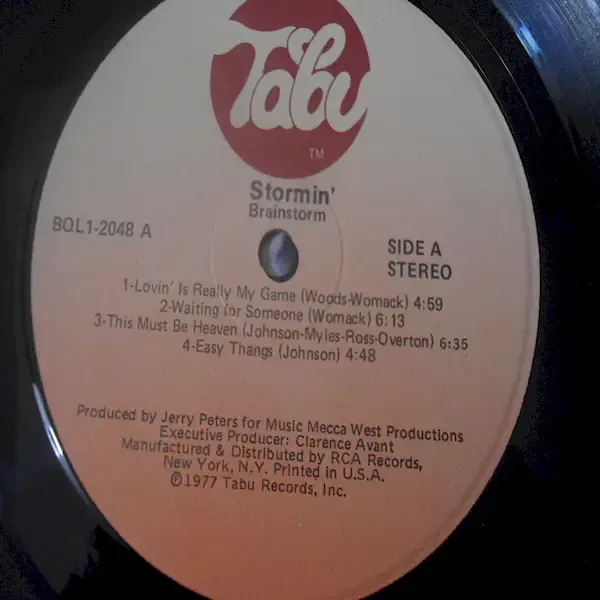 Tabu
TM
Stormin'
Brainstorm
BQL1-2048 A
SIDE A
STEREO
1-Lovin' Is Really My Game (Woods-Womack) 4:59
2-Waiting for Someone (Womack) 6:13
3-This Must Be Heaven (Johnson-Myles-Ross-Overton) 6:35
4-Easy Thangs (Johnson) 4:48
Produced by Jerry Peters for Music Mecca West Productions
Executive Producer: Clarence Avant
Manufactured & Distributed by RCA Records,
New York, N.Y. Printed in U.S.A.
℗1977 Tabu Records, Inc.